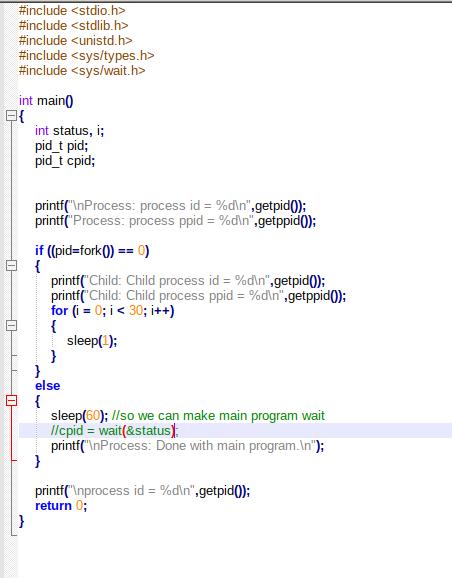 #include <stdio.h>
#include <stdlib.h>
#include <unistd.h>
#include <sys/types.h>
#include <sys/wait.h>
int main()
{
int status, i;
pid_t pid;
pid_t cpid;
printf("\nProcess: process id = %d\n",getpid());
printf("Process: process ppid = %d\n",getppid());
if ((pid=fork()) == 0)
{
printf("Child: Child process id = %d\n",getpid());
printf("Child: Child process ppid = %d\n",getppid());
for (i = 0; i < 30; i++)
{
sleep(1);
}
}
else
{
sleep(60); //so we can make main program wait
//cpid = wait(&status);
printf("\nProcess: Done with main program.\n");
}
printf("\nprocess id = %d\n",getpid());
return 0;
}